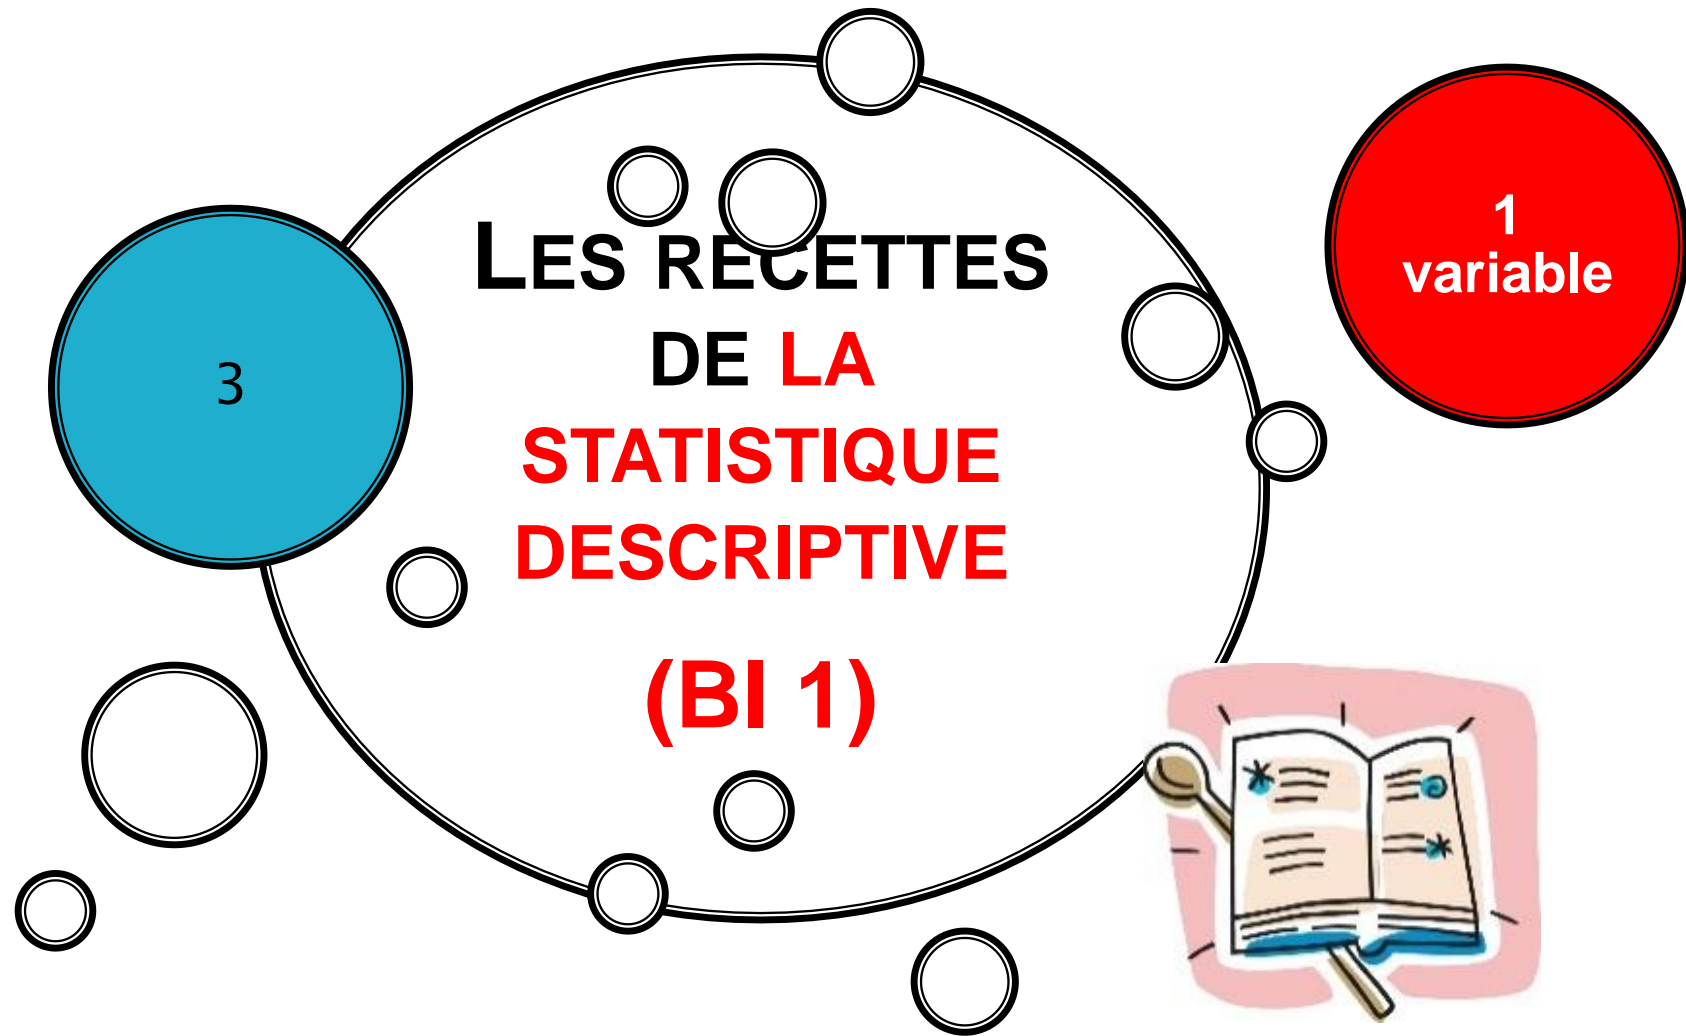 LES RECETTES
DE LA
STATISTIQUE
DESCRIPTIVE
(BI 1)
3
1
variable